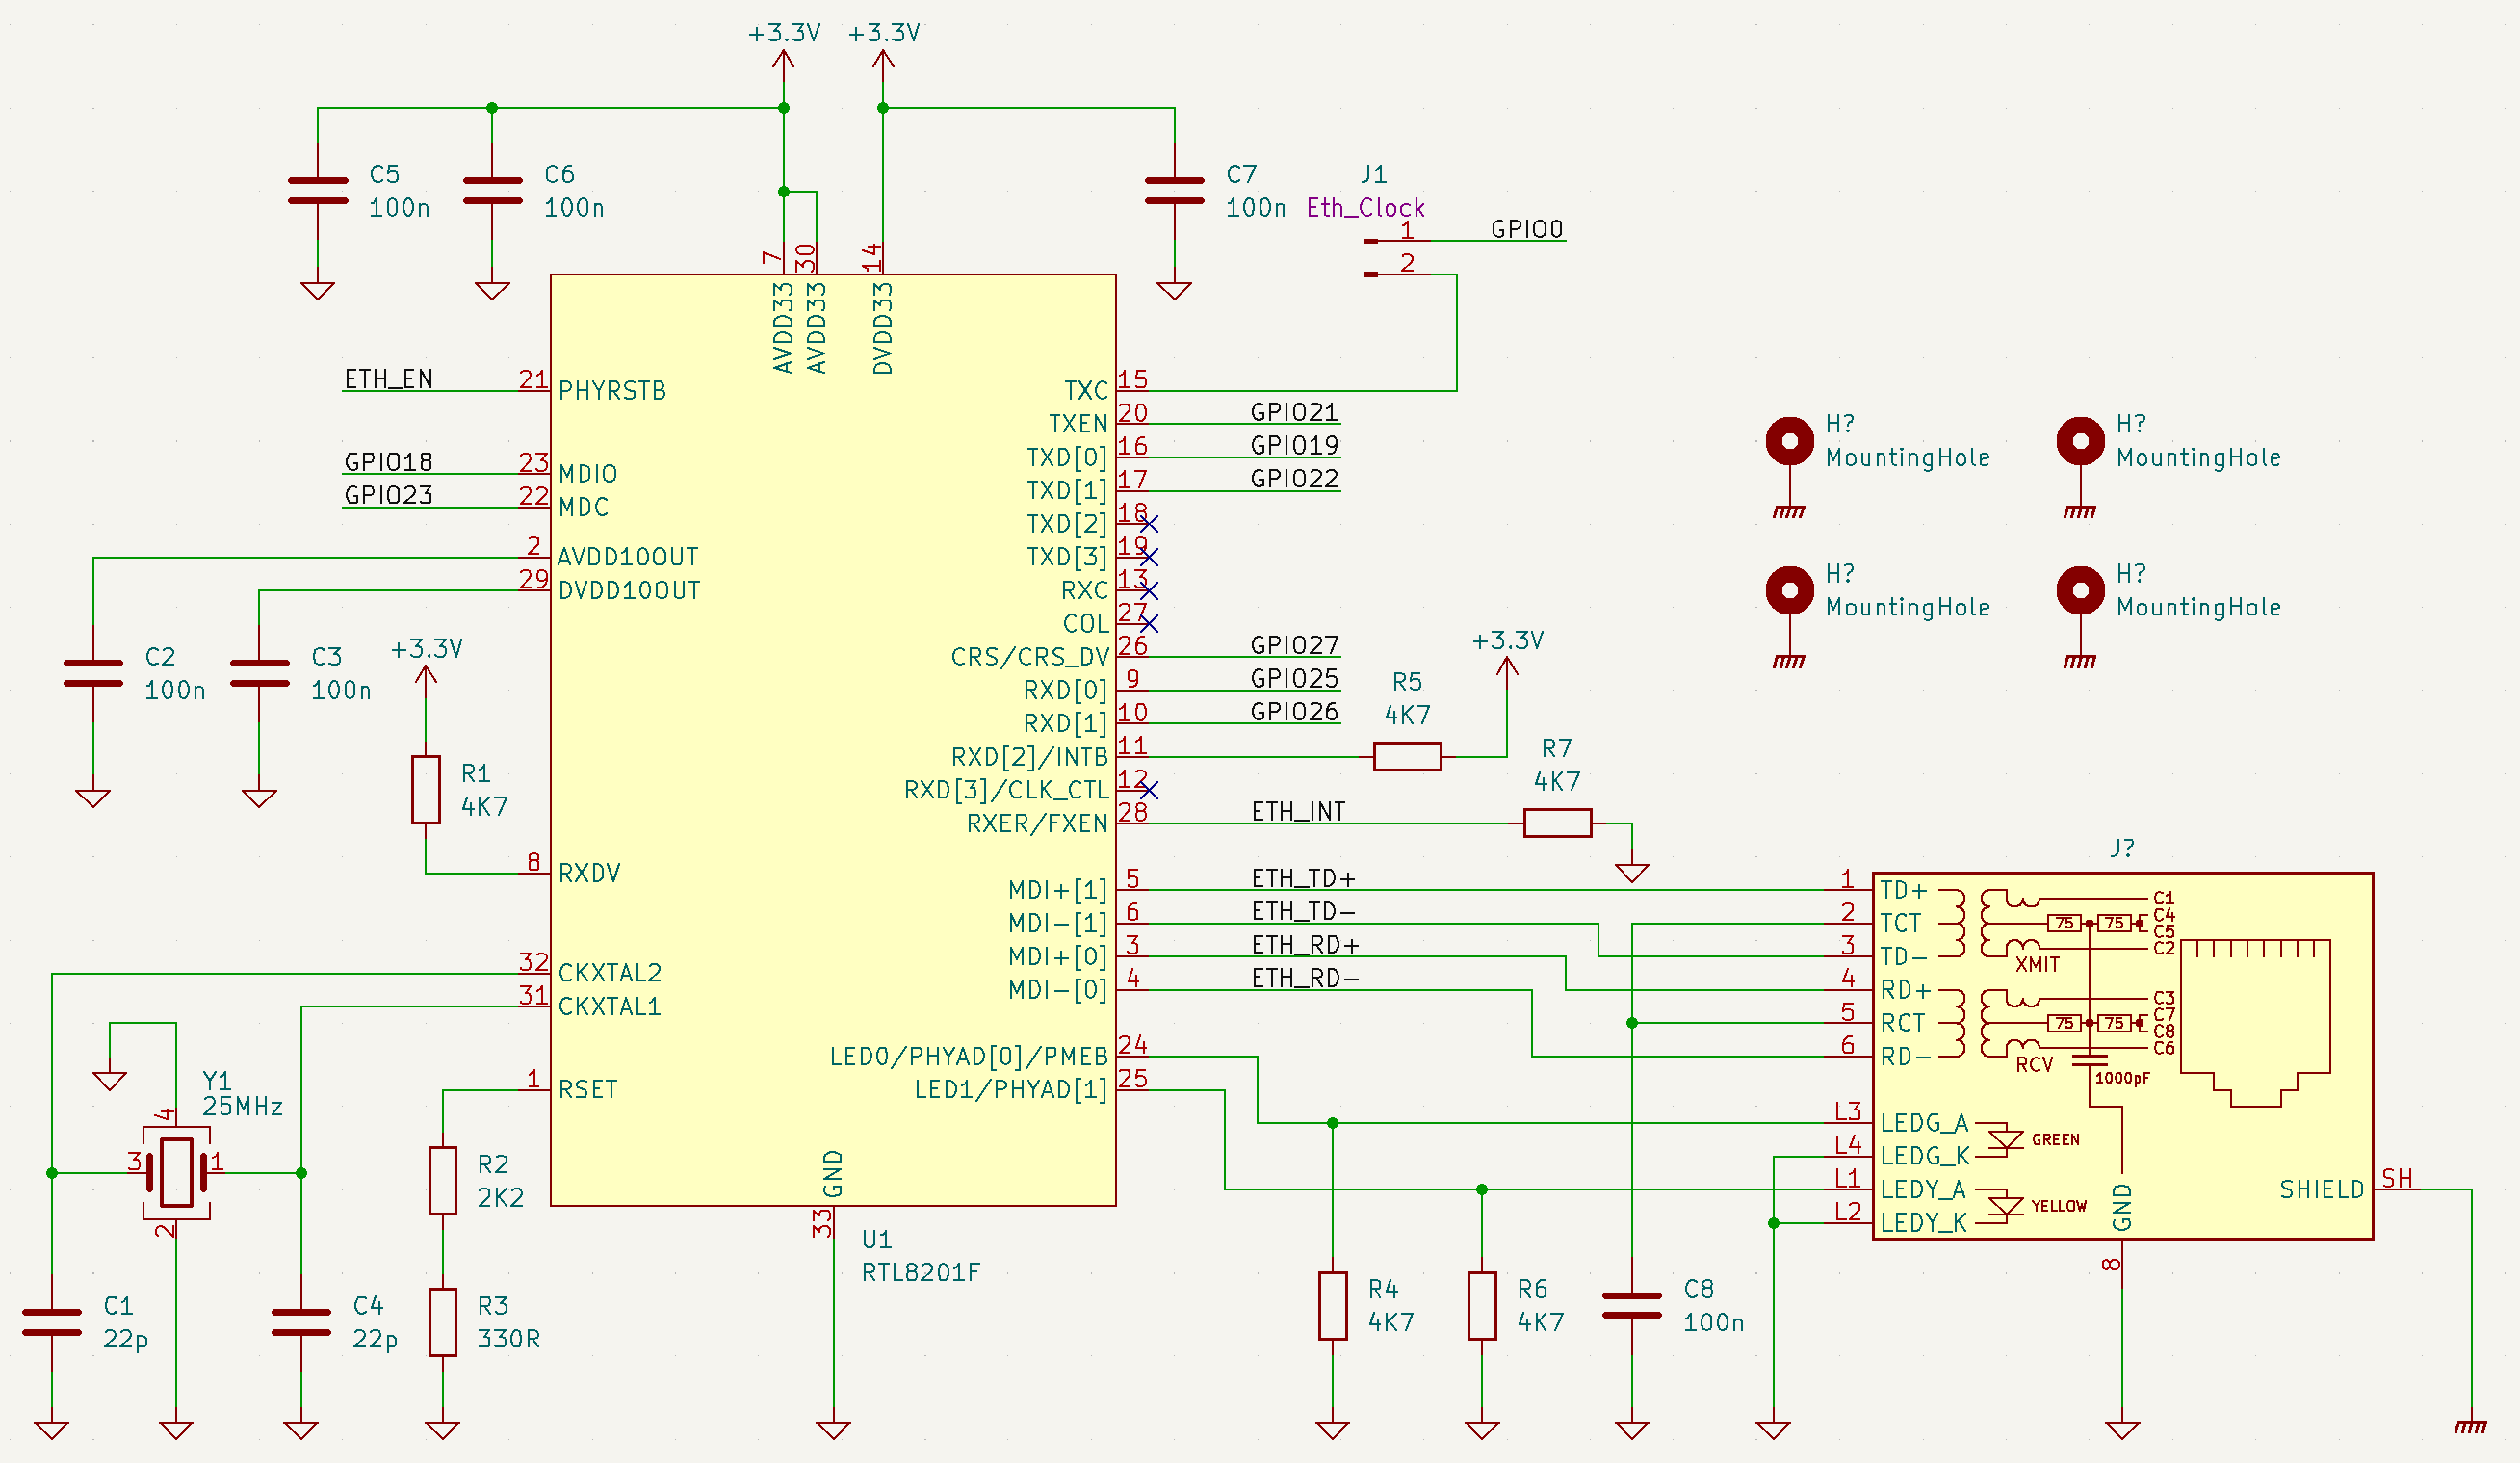 +3.3V +3.3V
C5
100n
C6
100n
C7
100n
J1
Eth_Clock
1 GPIO0
2
7 30 14
AVDD33 AVDD33 DVDD33
ETH_EN 21 PHYRSTB
GPIO18 23 MDIO
GPIO23 22 MDC
2 AVDD10OUT
29 DVDD10OUT
C2
100n
C3
100n
+3.3V
R1
4K7
8 RXDV
32 CKXTAL2
31 CKXTAL1
Y1
25MHz
4
3 1
2
1 RSET
R2
2K2
R3
330R
C1
22p
C4
22p
GND
33
U1
RTL8201F
TXC 15
TXEN 20 GPIO21
TXD[0] 16 GPIO19
TXD[1] 17 GPIO22
TXD[2] 18
TXD[3] 19
RXC 13
COL 27
CRS/CRS_DV 26 GPIO27
RXD[0] 9 GPIO25
RXD[1] 10 GPIO26
RXD[2]/INTB 11
RXD[3]/CLK_CTL 12
RXER/FXEN 28 ETH_INT
MDI+[1] 5 ETH_TD+
MDI-[1] 6 ETH_TD-
MDI+[0] 3 ETH_RD+
MDI-[0] 4 ETH_RD-
LED0/PHYAD[0]/PMEB 24
LED1/PHYAD[1] 25
+3.3V
R5
4K7
R7
4K7
H?
MountingHole
H?
MountingHole
H?
MountingHole
H?
MountingHole
R4
4K7
R6
4K7
C8
100n
J?
1 TD+
2 TCT
3 TD-
4 RD+
5 RCT
6 RD-
L3 LEDG_A
L4 LEDG_K
L1 LEDY_A
L2 LEDY_K
C1
C4
75 75
C5
C2
XMIT
C3
C7
75 75
C8
C6
RCV
1000pF
GREEN
YELLOW
GND
8
SHIELD SH